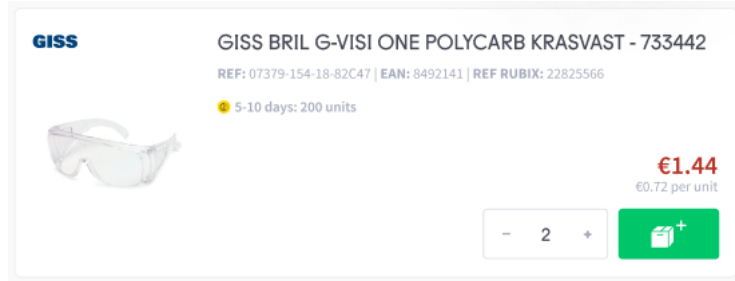 GISS
GISS BRIL G-VISI ONE POLYCARB KRASVAST - 733442
REF: 07379-154-18-82C47 | EAN: 8492141 | REF RUBIX: 22825566
5-10 days: 200 units
€1.44
€0.72 per unit
- 2 +
+